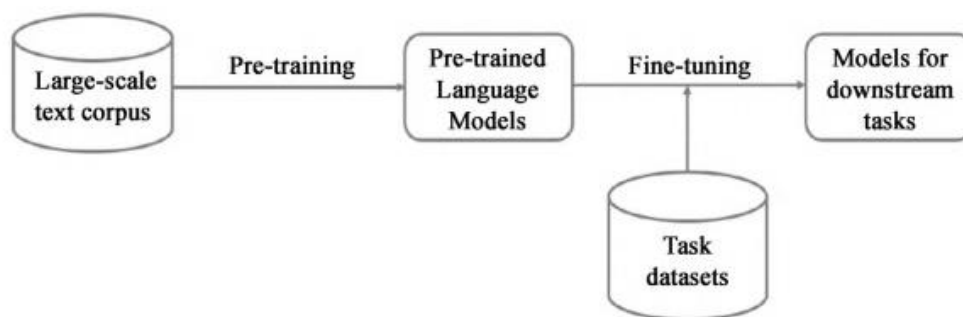 Large-scale
text corpus
Pre-training
Pre-trained
Language
Models
Fine-tuning
Models for
downstream
tasks
Task
datasets